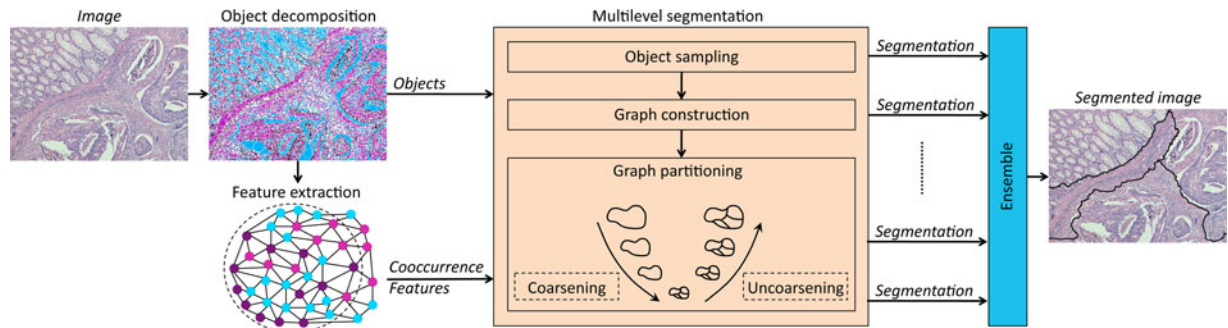 Image
Object decomposition
Multilevel segmentation
Objects
Object sampling
Graph construction
Graph partitioning
Coarsening
Uncoarsening
Feature extraction
Cooccurrence
Features
Segmentation
Segmentation
Segmentation
Segmentation
Ensemble
Segmented image